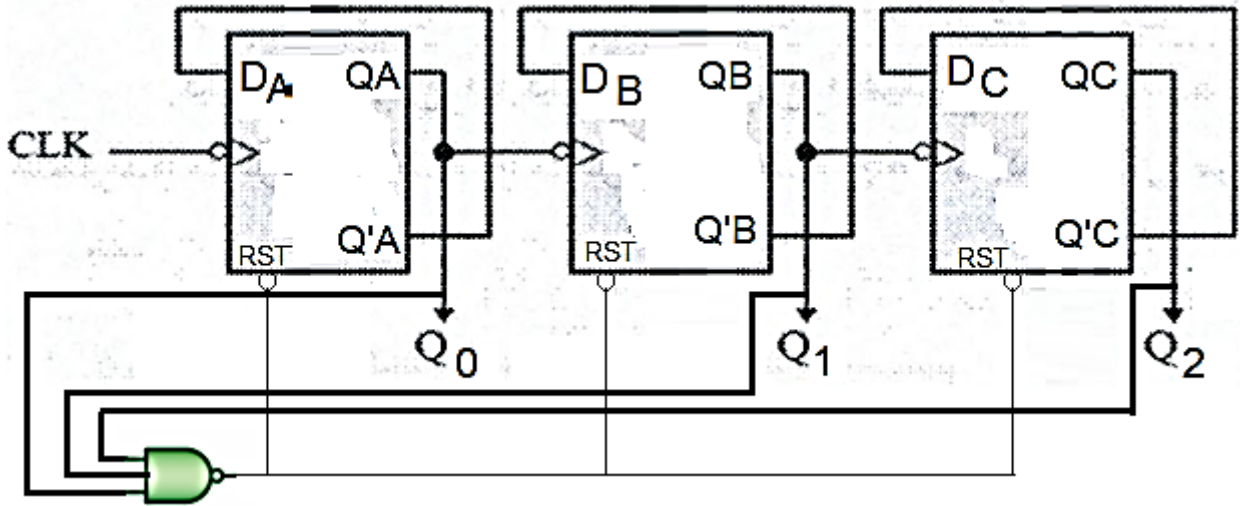 DA QA DB QB DC QC
CLK
Q'A Q'B Q'C
RST RST RST
Q0 Q1 Q2